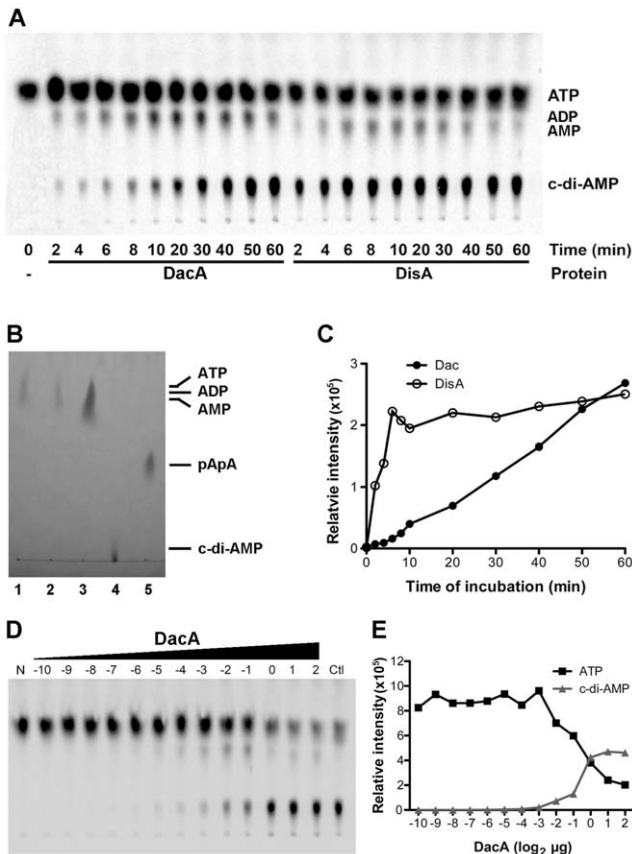 A
ATP
ADP
AMP
c-di-AMP
0 2 4 6 8 10 20 30 40 50 60 2 4 6 8 10 20 30 40 50 60 Time (min)
- DacA DisA Protein
B
ATP
ADP
AMP
pApA
c-di-AMP
1 2 3 4 5
C
Dac
DisA
3
2
1
0
Relatvie intensity (x10⁵)
0 10 20 30 40 50 60
Time of incubation (min)
D
DacA
N -10 -9 -8 -7 -6 -5 -4 -3 -2 -1 0 1 2 Ctl
E
ATP
c-di-AMP
12
10
8
6
4
2
0
Relative intensity (x10⁵)
-10 -9 -8 -7 -6 -5 -4 -3 -2 -1 0 1 2
DacA (log₂ µg)